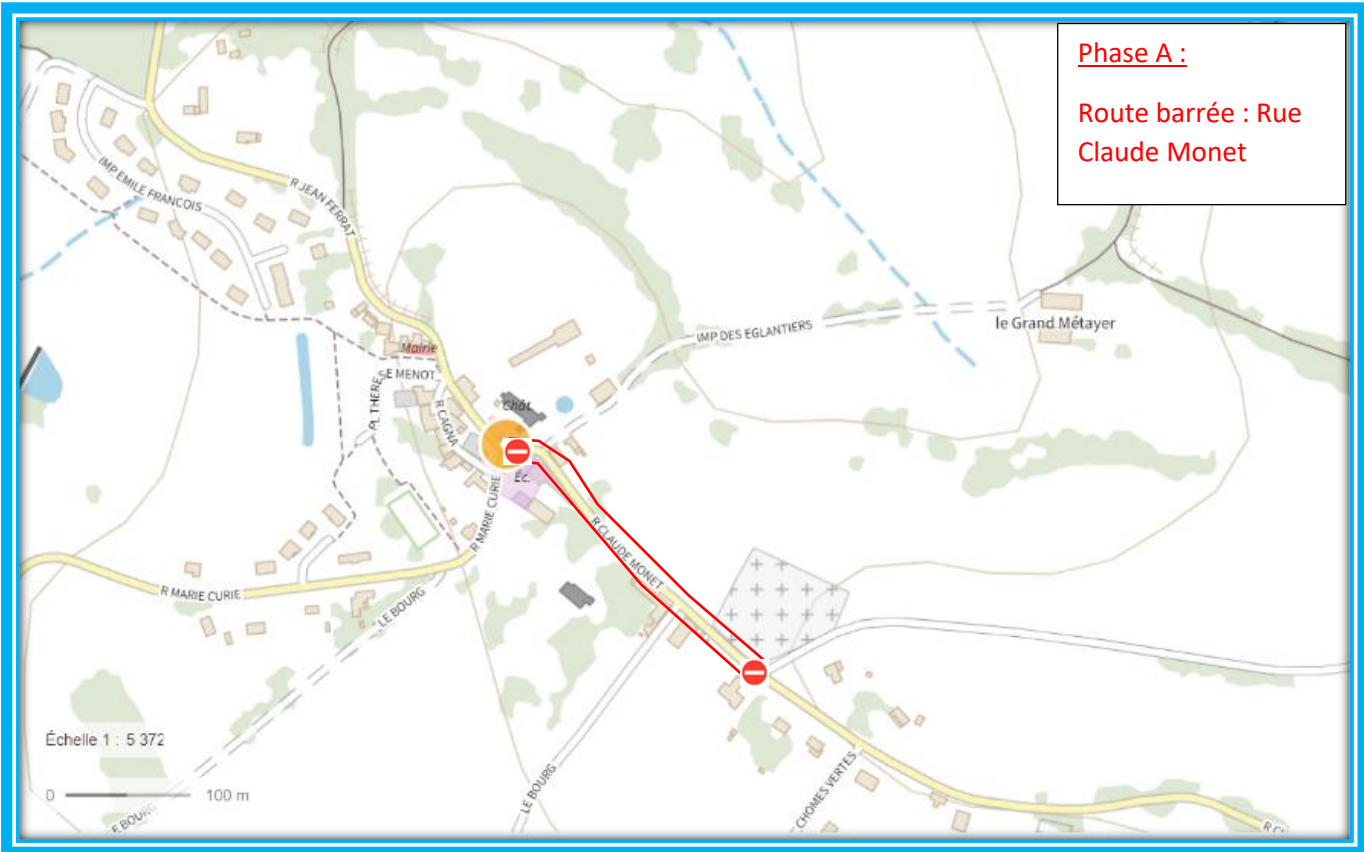 Phase A :
Route barrée : Rue
Claude Monet
IMP EMILE FRANCOIS
R JEAN FERRAT
IMP DES EGLANTIERS
le Grand Métayer
Mairie
PL THERESE MENOT
R CAGNA
Chât.
Éc.
R MARIE CURIE
R CLAUDE MONET
R MARIE CURIE
LE BOURG
LE BOURG
CHOMES VERTES
Échelle 1 : 5 372
0 100 m